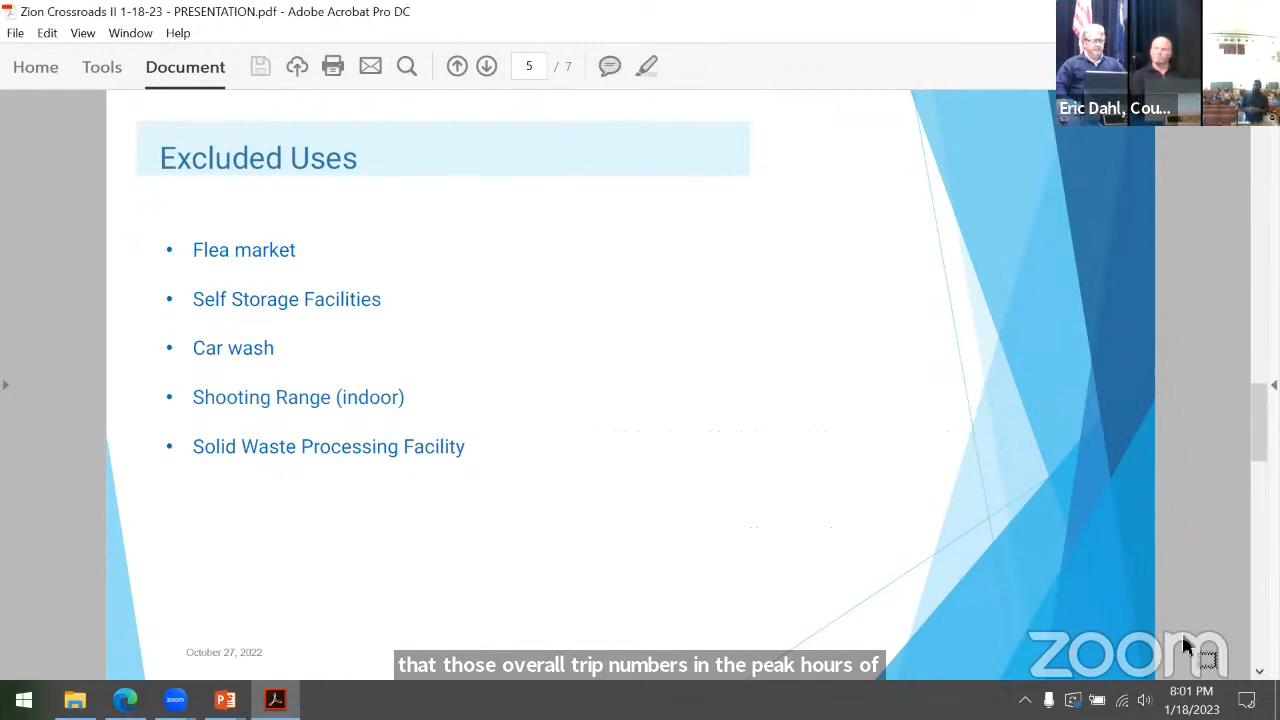 Zion Crossroads II 1-18-23 - PRESENTATION.pdf - Adobe Acrobat Pro DC
File Edit View Window Help
Home Tools Document 5 / 7
Eric Dahl, Cou...
Excluded Uses
• Flea market
• Self Storage Facilities
• Car wash
• Shooting Range (indoor)
• Solid Waste Processing Facility
October 27, 2022
that those overall trip numbers in the peak hours of
zoom
zoom
8:01 PM
1/18/2023